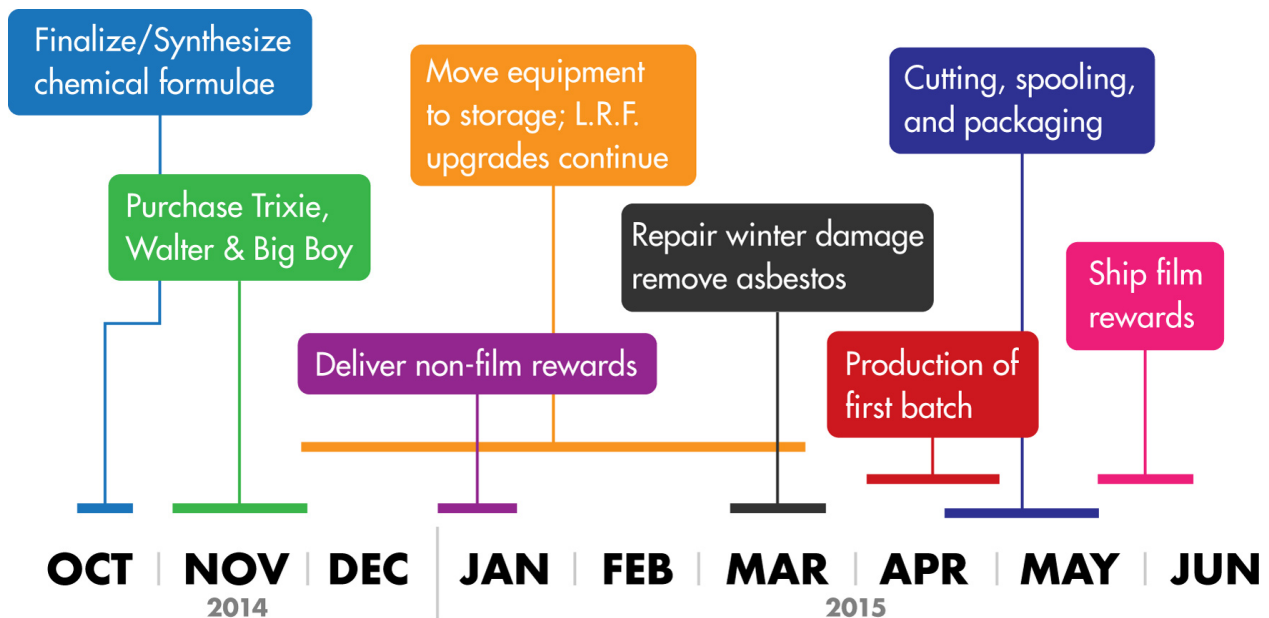 Finalize/Synthesize
chemical formulae
Purchase Trixie,
Walter & Big Boy
Move equipment
to storage; L.R.F.
upgrades continue
Deliver non-film rewards
Repair winter damage
remove asbestos
Production of
first batch
Cutting, spooling,
and packaging
Ship film
rewards
OCT NOV DEC JAN FEB MAR APR MAY JUN
2014 2015